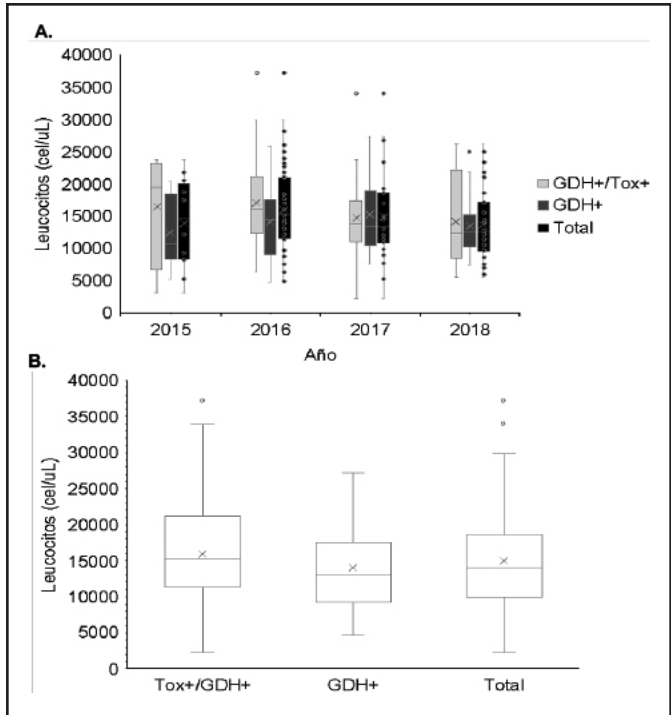 A.
40000
35000
30000
25000
20000
15000
10000
5000
0
Leucocitos (cel/uL)
2015 2016 2017 2018
Año
GDH+/Tox+
GDH+
Total
B.
40000
35000
30000
25000
20000
15000
10000
5000
0
Leucocitos (cel/uL)
Tox+/GDH+ GDH+ Total